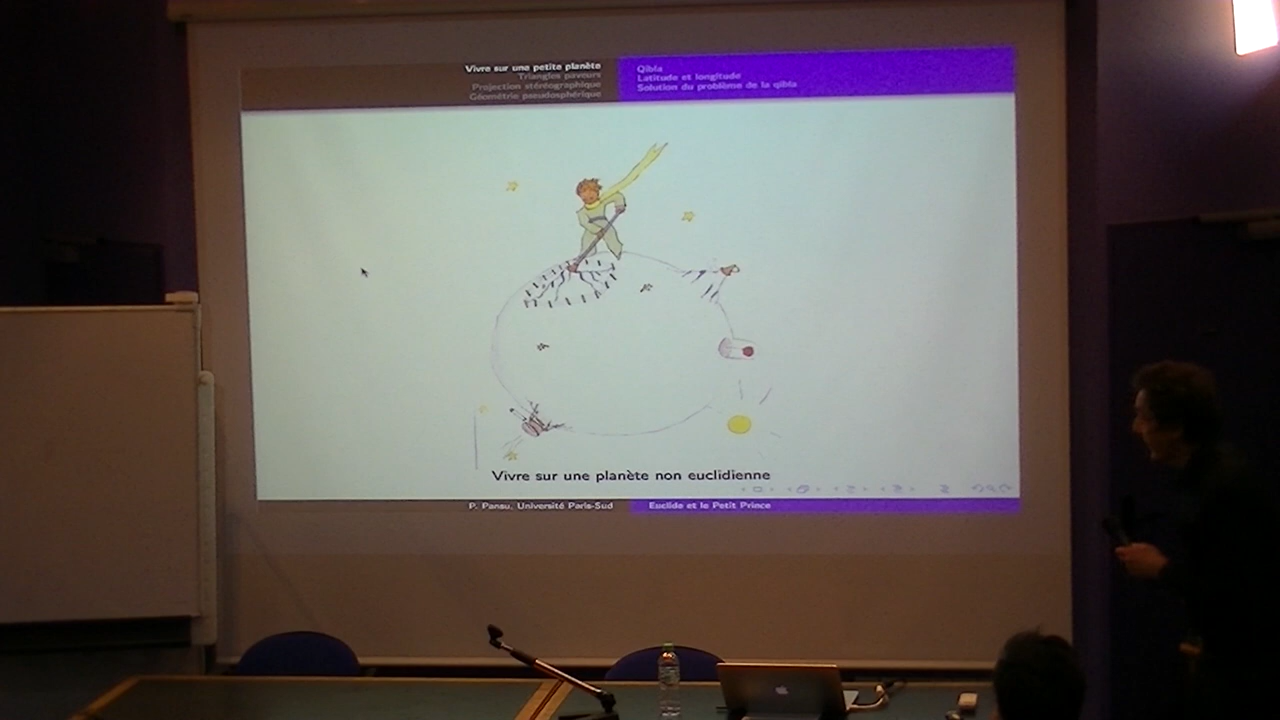 Vivre sur une petite planète
Triangles paveurs
Projection stéréographique
Géométrie pseudosphérique
Qibla
Latitude et longitude
Solution du problème de la qibla
Vivre sur une planète non euclidienne
P. Pansu, Université Paris-Sud
Euclide et le Petit Prince